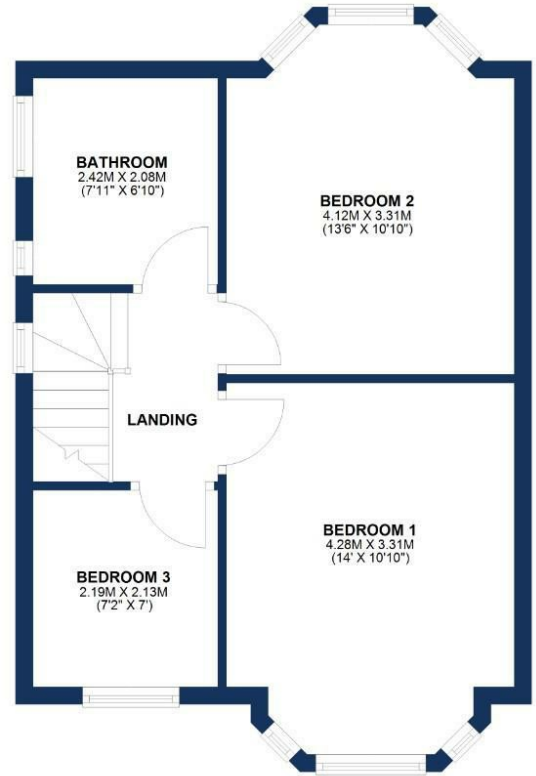 BATHROOM
2.42M X 2.08M
(7'11" X 6'10")
BEDROOM 2
4.12M X 3.31M
(13'6" X 10'10")
LANDING
BEDROOM 1
4.28M X 3.31M
(14' X 10'10")
BEDROOM 3
2.19M X 2.13M
(7'2" X 7')